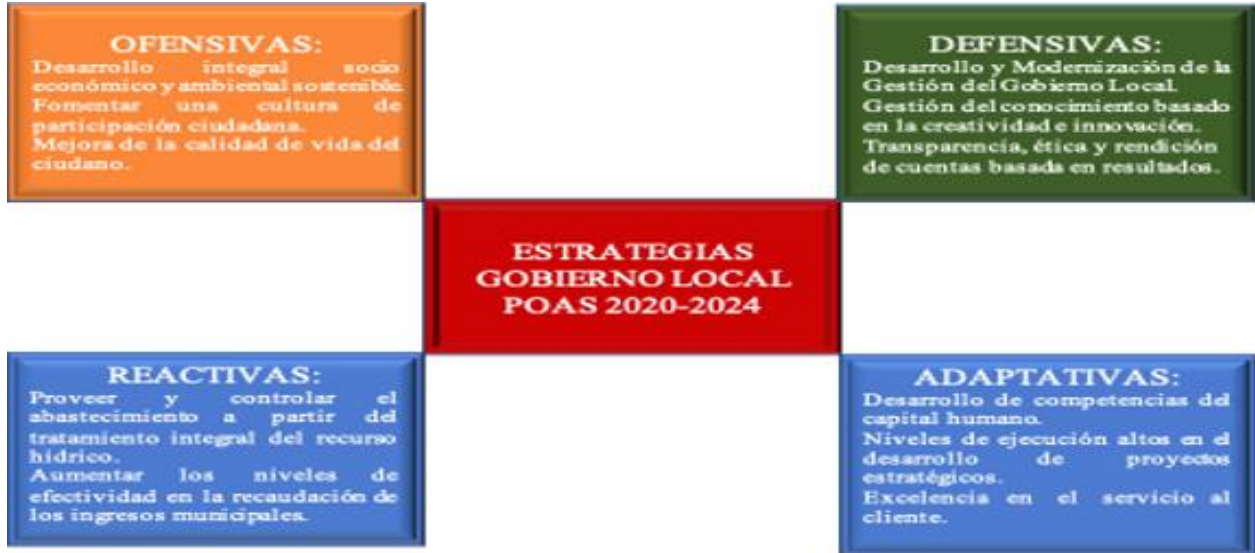 OFENSIVAS:
Desarrollo integral socio
económico y ambiental sostenible.
Fomentar una cultura de
participación ciudadana.
Mejora de la calidad de vida del
ciudano.
DEFENSIVAS:
Desarrollo y Modernización de la
Gestión del Gobierno Local.
Gestión del conocimiento basado
en la creatividad e innovación.
Transparencia, ética y rendición
de cuentas basada en resultados.
ESTRATEGIAS
GOBIERNO LOCAL
POAS 2020-2024
REACTIVAS:
Proveer y controlar el
abastecimiento a partir del
tratamiento integral del recurso
hídrico.
Aumentar los niveles de
efectividad en la recaudación de
los ingresos municipales.
ADAPTATIVAS:
Desarrollo de competencias del
capital humano.
Niveles de ejecución altos en el
desarrollo de proyectos
estratégicos.
Excelencia en el servicio al
cliente.